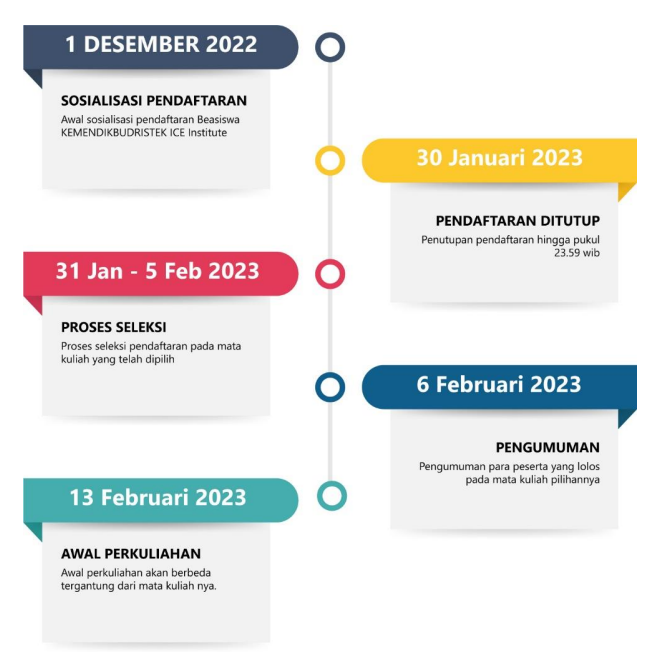 1 DESEMBER 2022
SOSIALISASI PENDAFTARAN
Awal sosialisasi pendaftaran Beasiswa
KEMENDIKBUDRISTEK ICE Institute
30 Januari 2023
PENDAFTARAN DITUTUP
Penutupan pendaftaran hingga pukul
23.59 wib
31 Jan - 5 Feb 2023
PROSES SELEKSI
Proses seleksi pendaftaran pada mata
kuliah yang telah dipilih
6 Februari 2023
PENGUMUMAN
Pengumuman para peserta yang lolos
pada mata kuliah pilihannya
13 Februari 2023
AWAL PERKULIAHAN
Awal perkuliahan akan berbeda
tergantung dari mata kuliah nya.